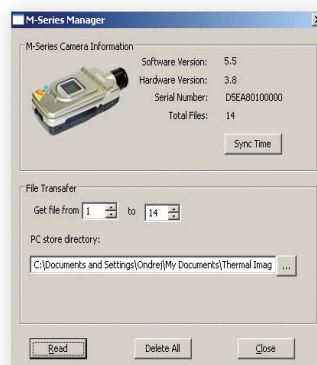 M-Series Manager
M-Series Camera Information
Software Version: 5.5
Hardware Version: 3.8
Serial Number: D5EA80100000
Total Files: 14
Sync Time
File Transafer
Get file from 1 to 14
PC store directory:
C:\Documents and Settings\Ondrej\My Documents\Thermal Imag ...
Read Delete All Close